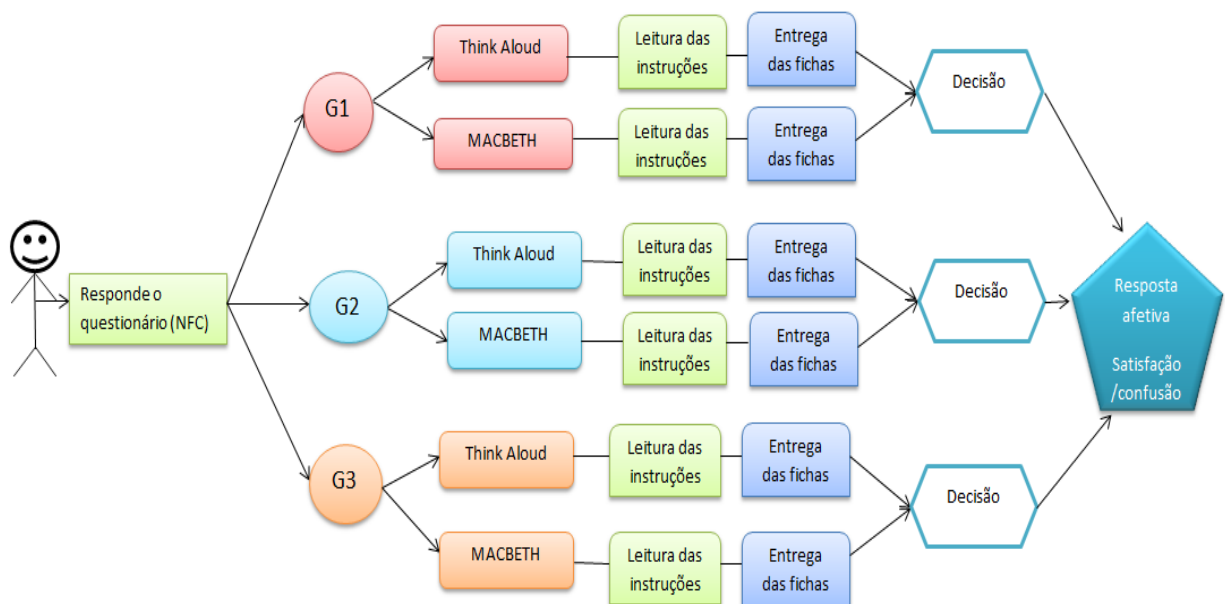 Responde o
questionário (NFC)
G1
Think Aloud
Leitura das
instruções
Entrega
das fichas
MACBETH
Leitura das
instruções
Entrega
das fichas
Decisão
G2
Think Aloud
Leitura das
instruções
Entrega
das fichas
MACBETH
Leitura das
instruções
Entrega
das fichas
Decisão
G3
Think Aloud
Leitura das
instruções
Entrega
das fichas
MACBETH
Leitura das
instruções
Entrega
das fichas
Decisão
Resposta
afetiva
Satisfação
/confusão